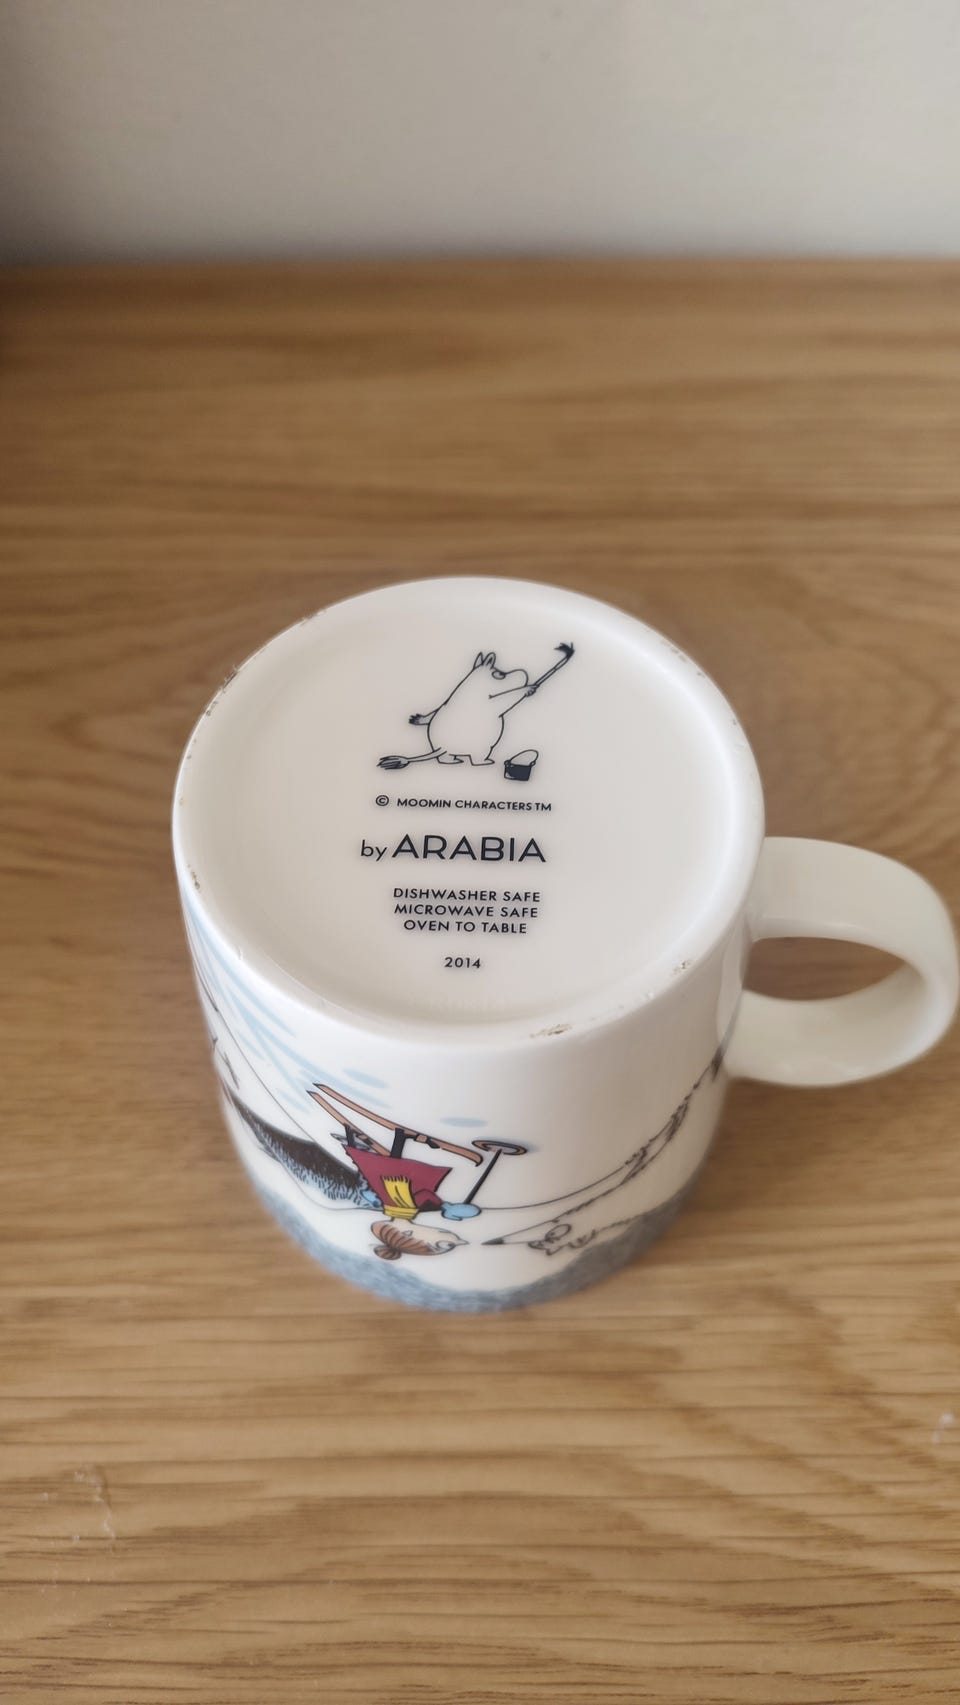 © MOOMIN CHARACTERS TM
by ARABIA
DISHWASHER SAFE
MICROWAVE SAFE
OVEN TO TABLE
2014